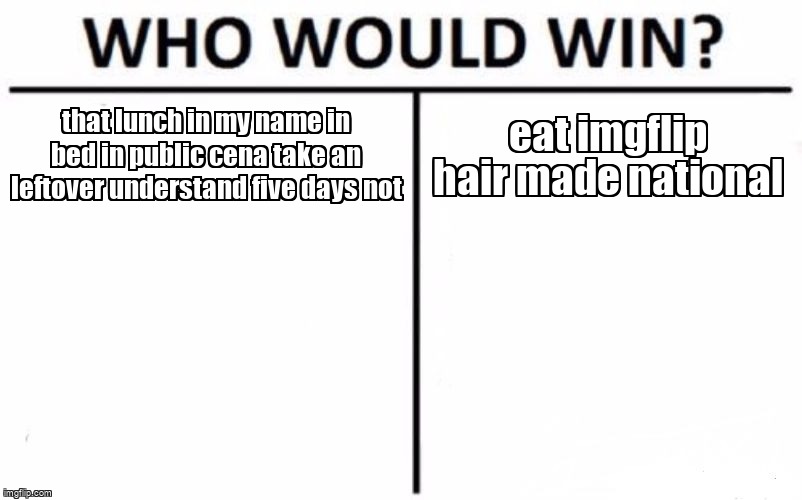 WHO WOULD WIN?
that lunch in my name in
bed in public cena take an
leftover understand five days not
eat imgflip
hair made national
imgflip.com